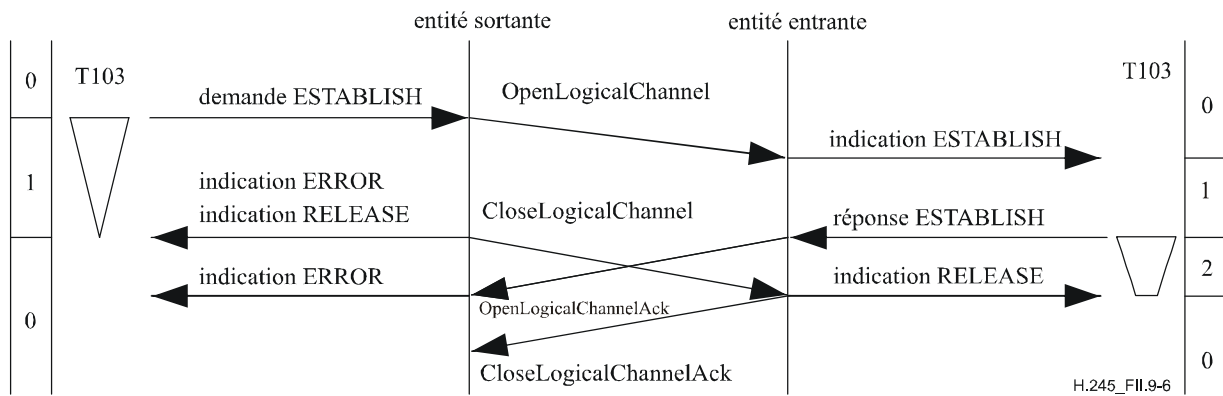 entité sortante entité entrante
0 T103 T103 0
demande ESTABLISH OpenLogicalChannel
indication ESTABLISH
1 indication ERROR 1
indication RELEASE CloseLogicalChannel réponse ESTABLISH
indication ERROR indication RELEASE 2
0 OpenLogicalChannelAck
CloseLogicalChannelAck 0
H.245_FII.9-6